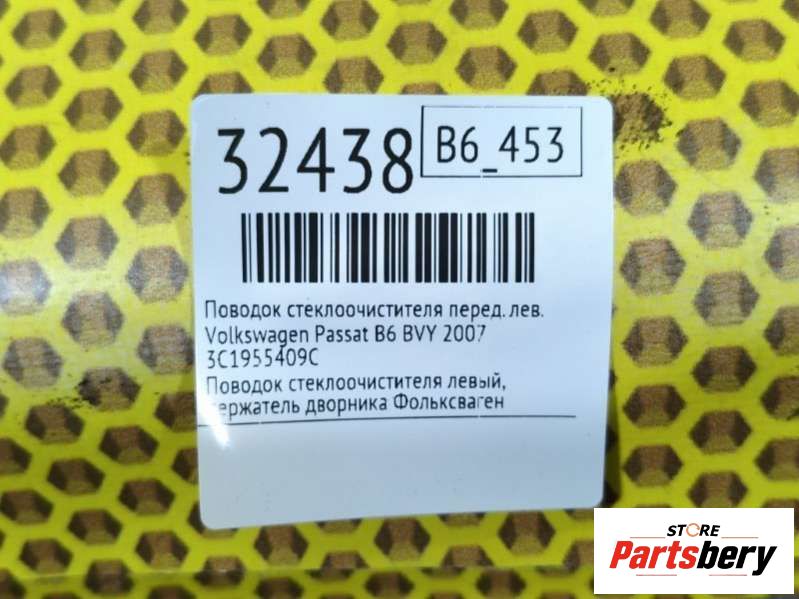 32438
B6_453
Поводок стеклоочистителя перед. лев.
Volkswagen Passat B6 BVY 2007
3C1955409C
Поводок стеклоочистителя левый,
держатель дворника Фольксваген
STORE
Partsbery